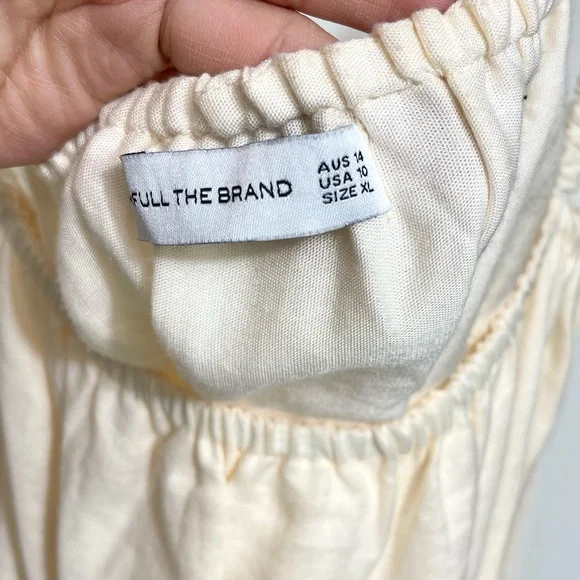 FULL THE BRAND
AUS 14
USA 10
SIZE XL